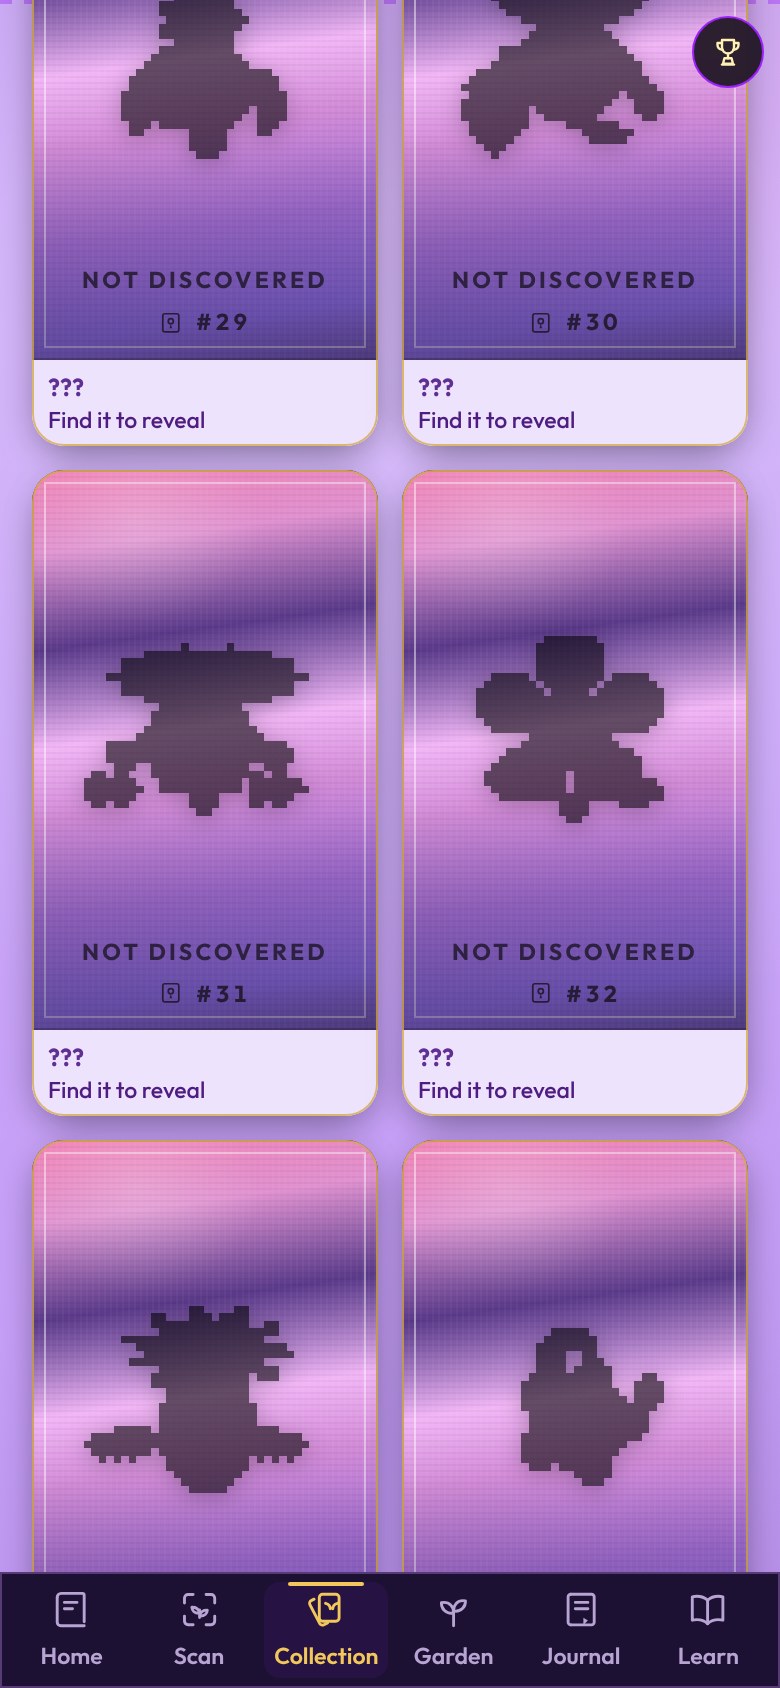 NOT DISCOVERED
#29
???
Find it to reveal
NOT DISCOVERED
#30
???
Find it to reveal
NOT DISCOVERED
#31
???
Find it to reveal
NOT DISCOVERED
#32
???
Find it to reveal
Home
Scan
Collection
Garden
Journal
Learn